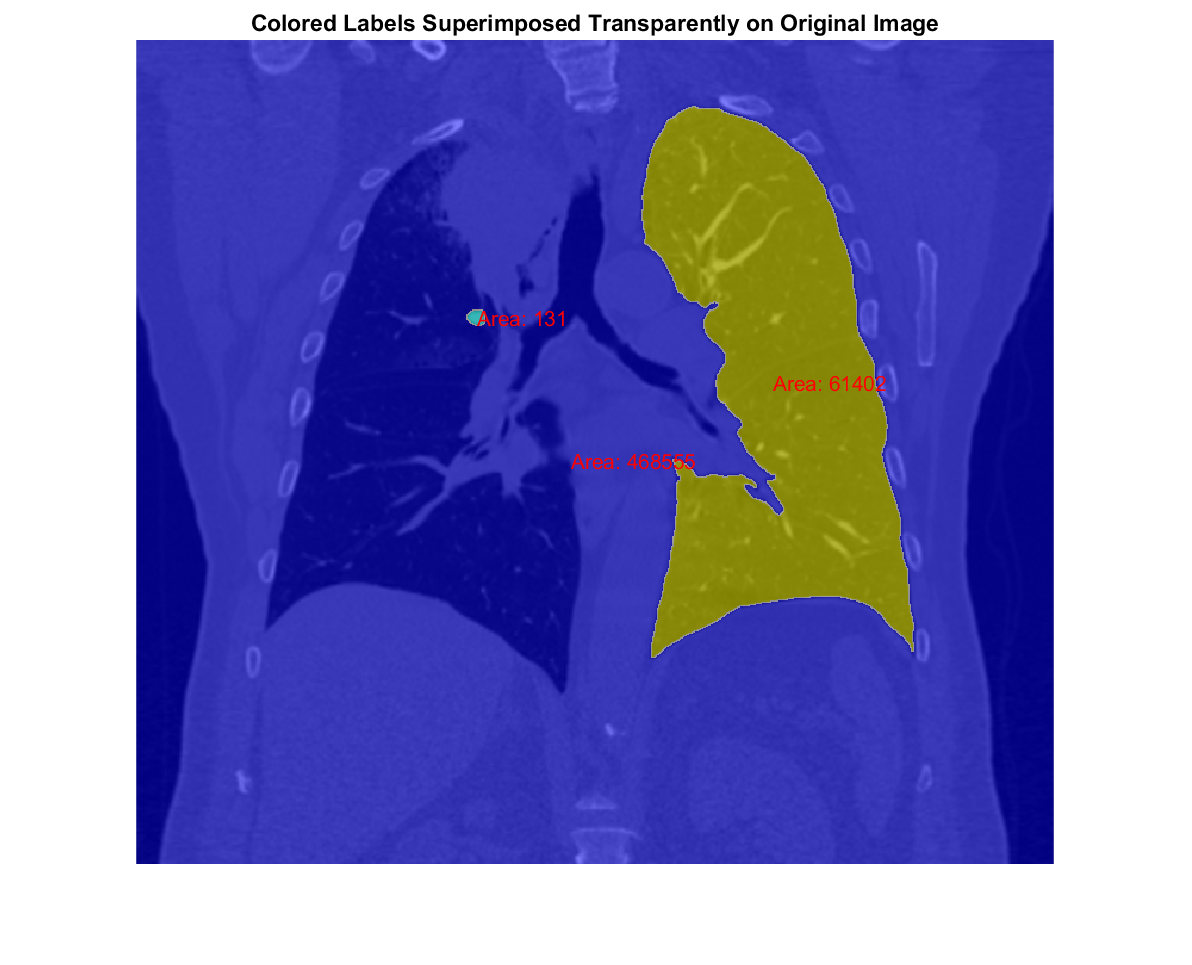 Colored Labels Superimposed Transparently on Original Image
Area: 131
Area: 61402
Area: 468555